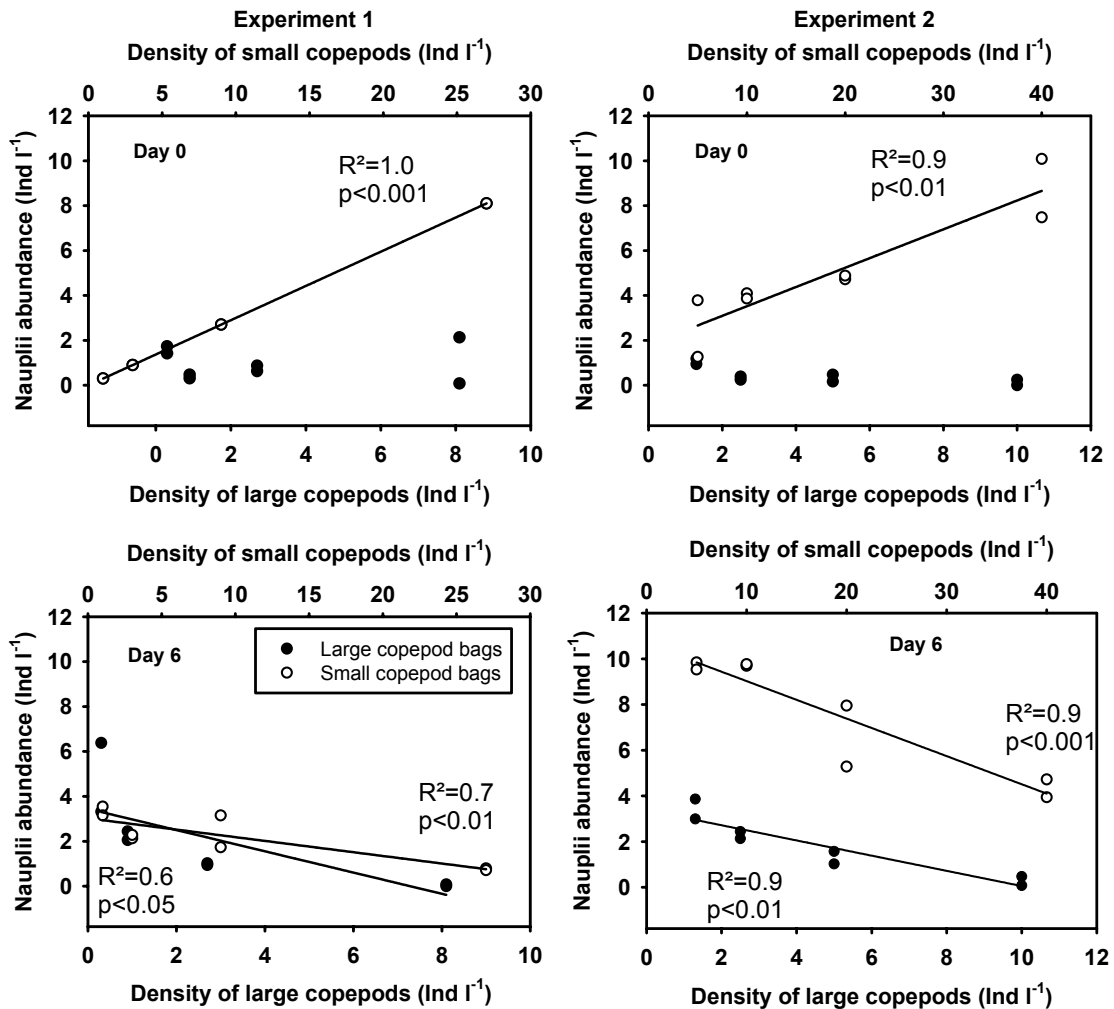 Experiment 1
Density of small copepods (Ind l⁻¹)
0 5 10 15 20 25 30
Nauplii abundance (Ind l⁻¹)
12
10
8
6
4
2
0
Day 0
R²=1.0
p<0.001
0 2 4 6 8 10
Density of large copepods (Ind l⁻¹)
Experiment 2
Density of small copepods (Ind l⁻¹)
0 10 20 30 40
Nauplii abundance (Ind l⁻¹)
12
10
8
6
4
2
0
Day 0
R²=0.9
p<0.01
0 2 4 6 8 10 12
Density of large copepods (Ind l⁻¹)
Density of small copepods (Ind l⁻¹)
0 5 10 15 20 25 30
Nauplii abundance (Ind l⁻¹)
12
10
8
6
4
2
0
Day 6
Large copepod bags
Small copepod bags
R²=0.7
p<0.01
R²=0.6
p<0.05
2 4 6 8 10
Density of large copepods (Ind l⁻¹)
Density of small copepods (Ind l⁻¹)
0 10 20 30 40
Nauplii abundance (Ind l⁻¹)
12
10
8
6
4
2
0
Day 6
R²=0.9
p<0.001
R²=0.9
p<0.01
0 2 4 6 8 10 12
Density of large copepods (Ind l⁻¹)